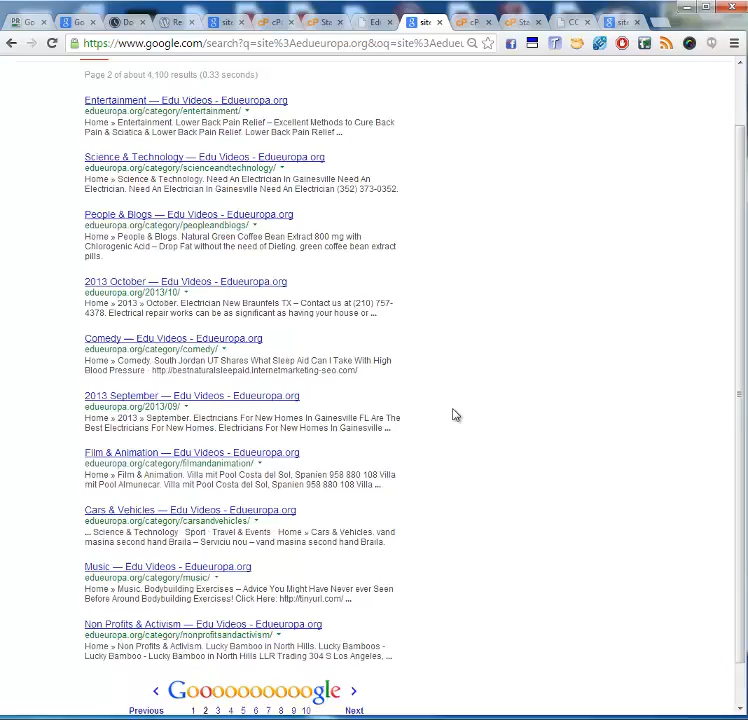 Go
Go
Do
Re
site
cPa
Sta
Edi
site
cP
Sta
CC
site
https://www.google.com/search?q=site%3Aedueuropa.org&oq=site%3Aedueu
Page 2 of about 4,100 results (0.33 seconds)
Entertainment — Edu Videos - Edueuropa.org
edueuropa.org/category/entertainment/
Home » Entertainment. Lower Back Pain Relief – Excellent Methods to Cure Back
Pain & Sciatica & Lower Back Pain Relief. Lower Back Pain Relief ...
Science & Technology — Edu Videos - Edueuropa.org
edueuropa.org/category/scienceandtechnology/
Home » Science & Technology. Need An Electrician In Gainesville Need An
Electrician. Need An Electrician In Gainesville Need An Electrician (352) 373-0352.
People & Blogs — Edu Videos - Edueuropa.org
edueuropa.org/category/peopleandblogs/
Home » People & Blogs. Natural Green Coffee Bean Extract 800 mg with
Chlorogenic Acid – Drop Fat without the need of Dieting. green coffee bean extract
pills.
2013 October — Edu Videos - Edueuropa.org
edueuropa.org/2013/10/
Home » 2013 » October. Electrician New Braunfels TX – Contact us at (210) 757-
4378. Electrical repair works can be as significant as having your house or ...
Comedy — Edu Videos - Edueuropa.org
edueuropa.org/category/comedy/
Home » Comedy. South Jordan UT Shares What Sleep Aid Can I Take With High
Blood Pressure · http://bestnaturalsleepaid.internetmarketing-seo.com/
2013 September — Edu Videos - Edueuropa.org
edueuropa.org/2013/09/
Home » 2013 » September. Electricians For New Homes In Gainesville FL Are The
Best Electricians For New Homes. Electricians For New Homes In Gainesville ...
Film & Animation — Edu Videos - Edueuropa.org
edueuropa.org/category/filmandanimation/
Home » Film & Animation. Villa mit Pool Costa del Sol, Spanien 958 880 108 Villa
mit Pool Almunecar. Villa mit Pool Costa del Sol, Spanien 958 880 108 Villa ...
Cars & Vehicles — Edu Videos - Edueuropa.org
edueuropa.org/category/carsandvehicles/
... Science & Technology · Sport · Travel & Events · Home » Cars & Vehicles. vand
masina second hand Braila – Serviciu nou – vand masina second hand Braila.
Music — Edu Videos - Edueuropa.org
edueuropa.org/category/music/
Home » Music. Bodybuilding Exercises – Advice You Might Have Never ever Seen
Before Around Bodybuilding Exercises! Click Here: http://tinyurl.com/ ...
Non Profits & Activism — Edu Videos - Edueuropa.org
edueuropa.org/category/nonprofitsandactivism/
Home » Non Profits & Activism. Lucky Bamboo in North Hills. Lucky Bamboos -
Lucky Bamboo - Lucky Bamboo in North Hills LLR Trading 304 S Los Angeles, ...
Goooooooooogle
Previous 1 2 3 4 5 6 7 8 9 10 Next